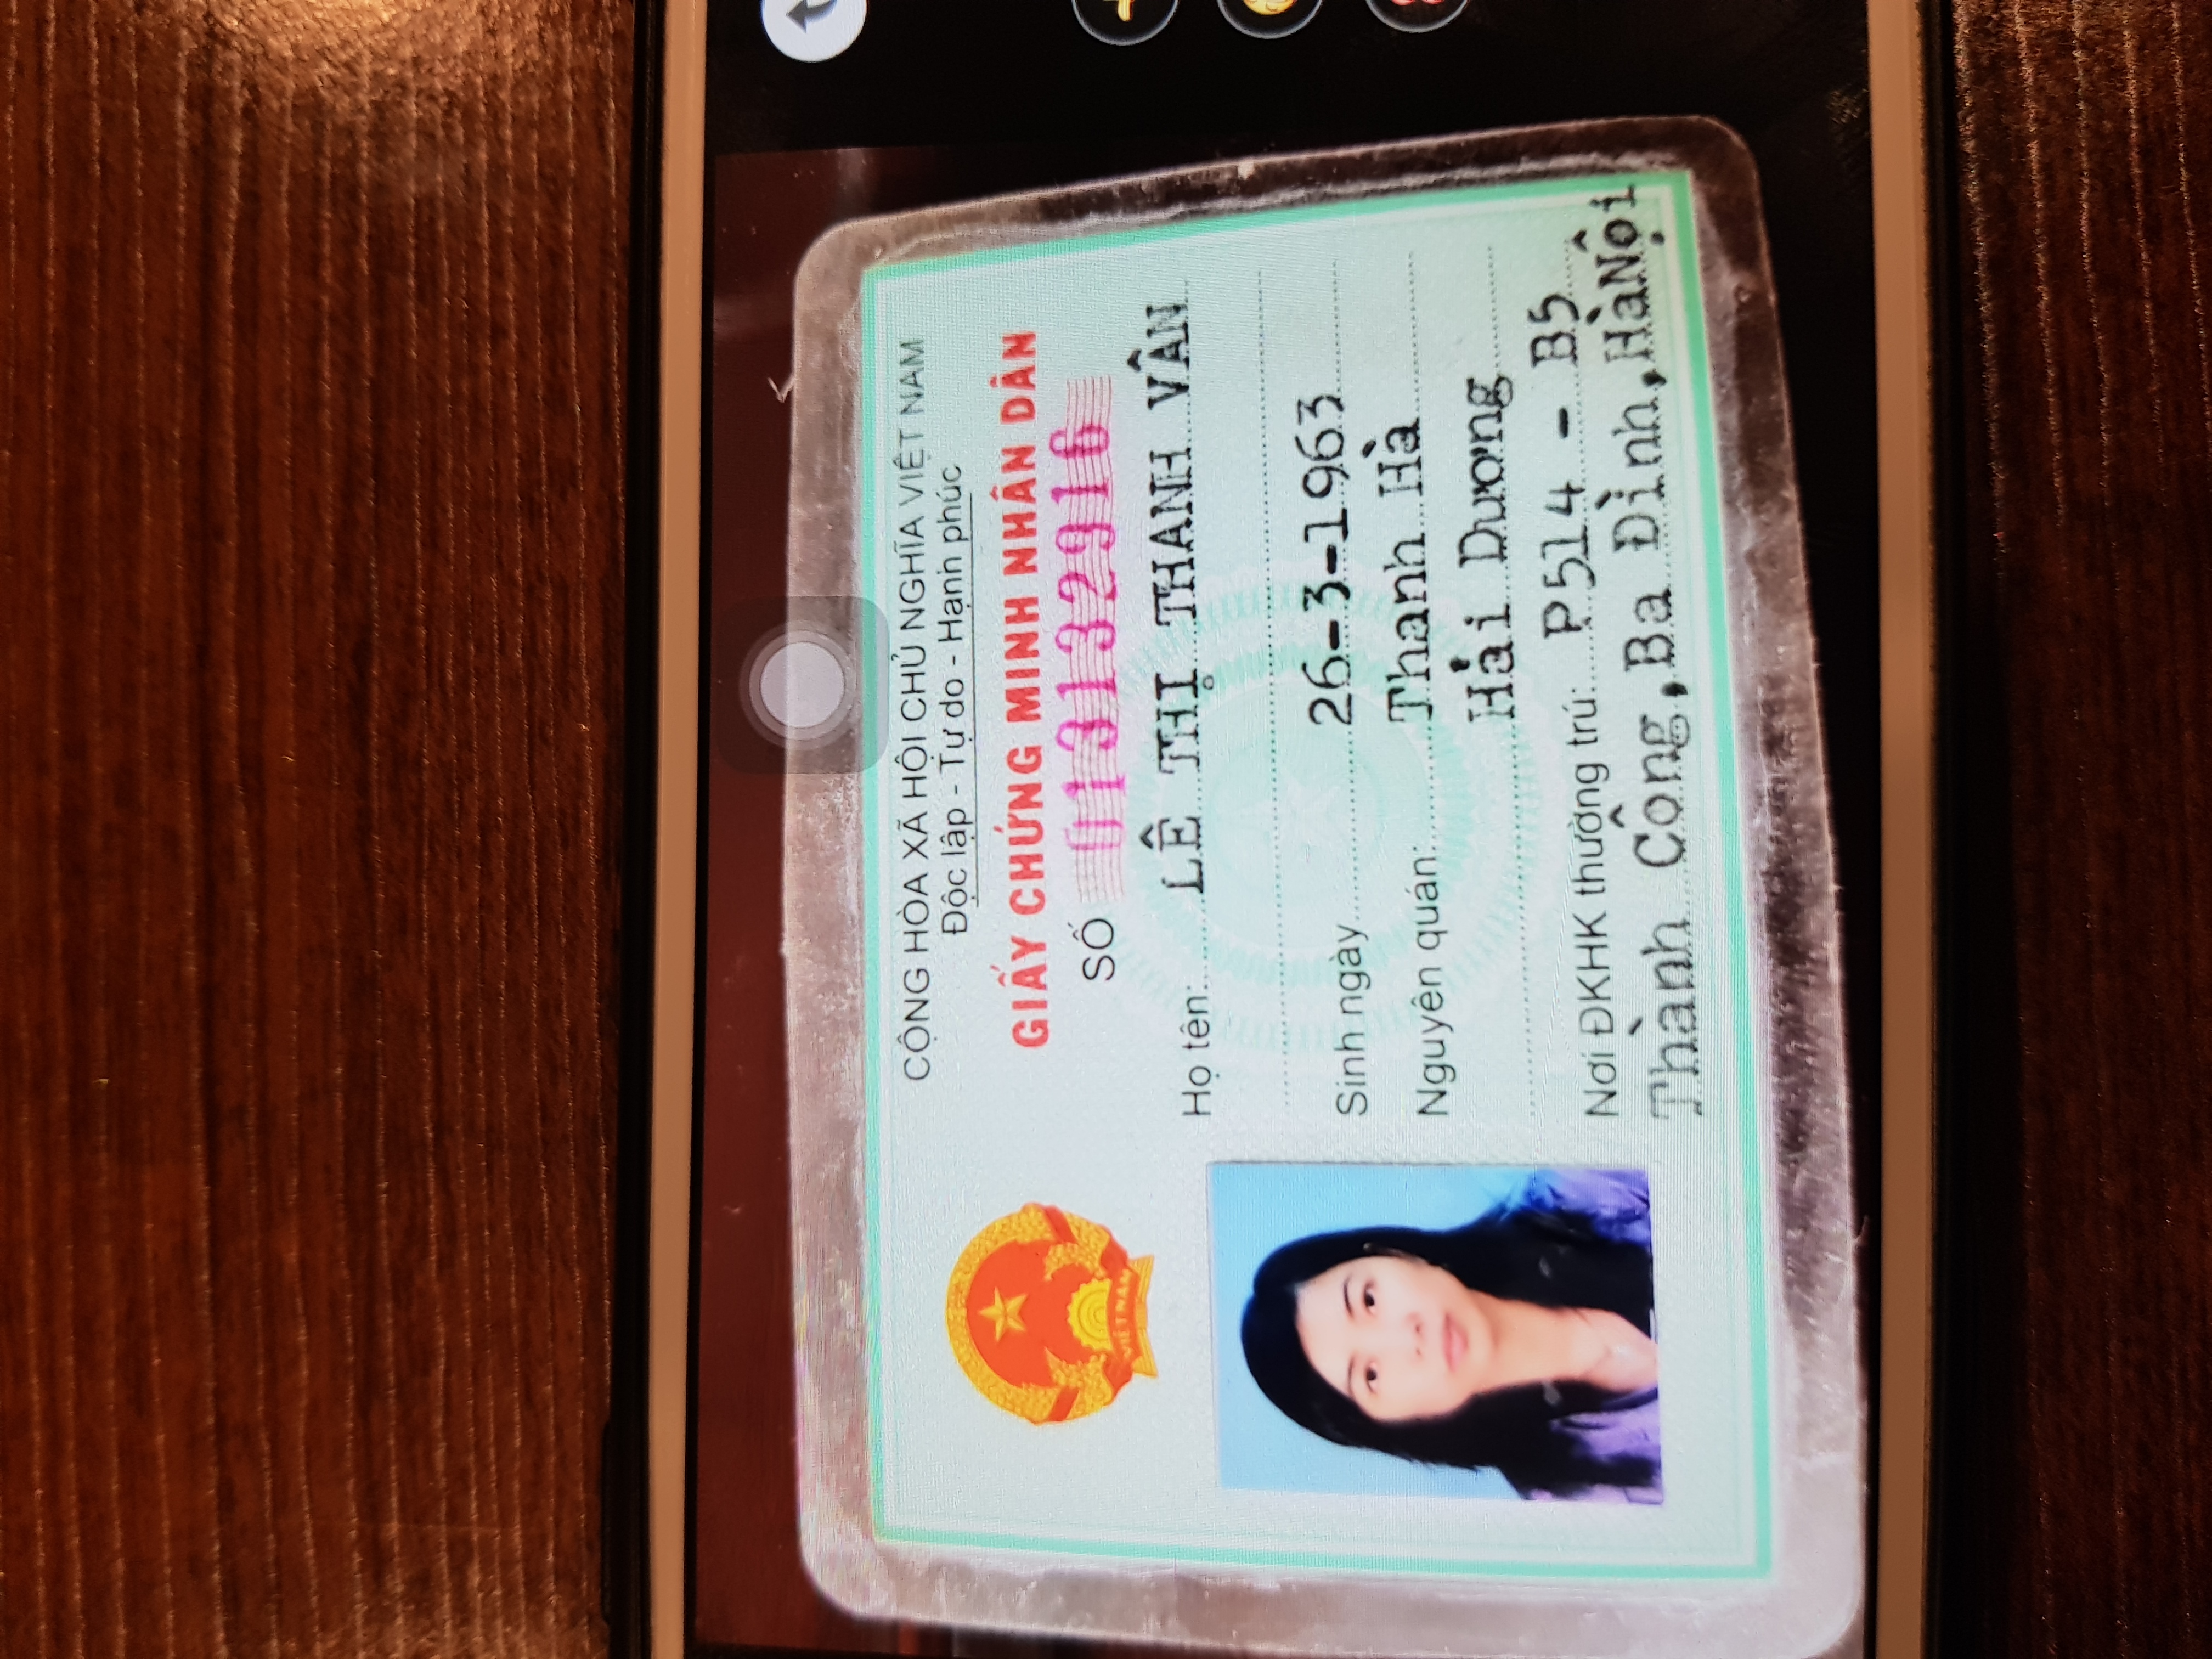 CỘNG HÒA XÃ HỘI CHỦ NGHĨA VIỆT NAM
Độc lập - Tự do - Hạnh phúc
GIẤY CHỨNG MINH NHÂN DÂN
SỐ 013132916
VIỆT NAM
Họ tên: LÊ THỊ THANH VÂN
Sinh ngày 26-3-1963
Nguyên quán: Thanh Hà
Hải Dương
Nơi ĐKHK thường trú: P514 - B5
Thành Công, Ba Đình, HàNội